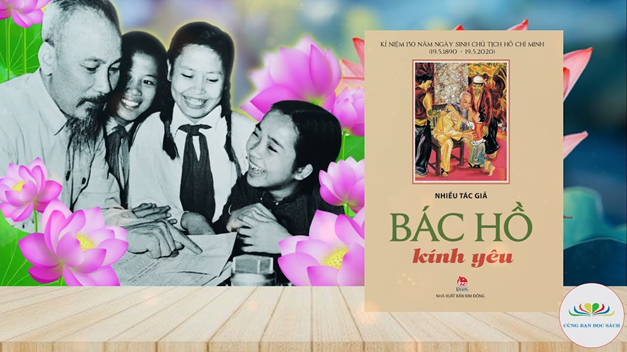 KỈ NIỆM 130 NĂM NGÀY SINH CHỦ TỊCH HỒ CHÍ MINH
(19.5.1890 - 19.5.2020)
NHIỀU TÁC GIẢ
BÁC HỒ
kính yêu
NHÀ XUẤT BẢN KIM ĐỒNG
CÙNG BẠN ĐỌC SÁCH